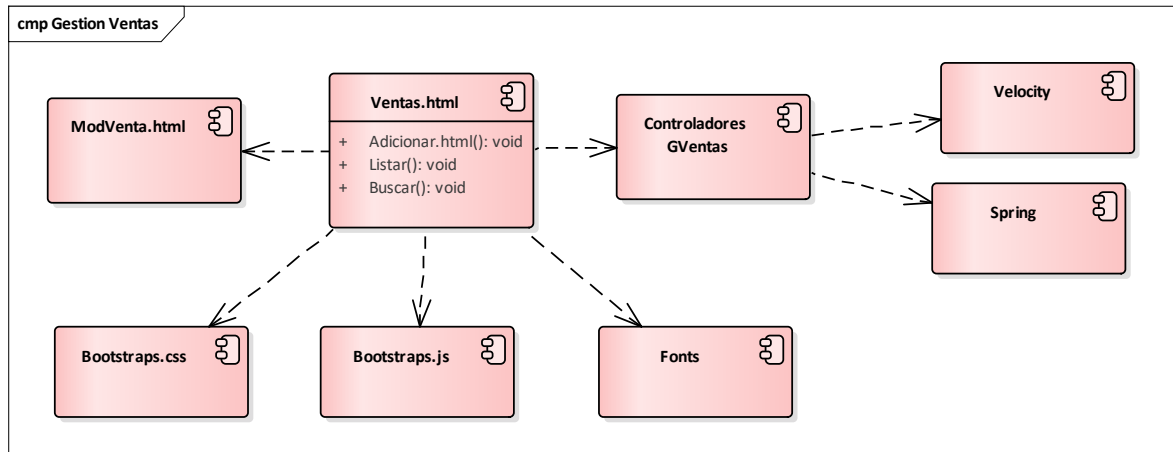 cmp Gestion Ventas
ModVenta.html
Ventas.html
+ Adicionar.html(): void
+ Listar(): void
+ Buscar(): void
Controladores
GVentas
Velocity
Spring
Bootstraps.css
Bootstraps.js
Fonts